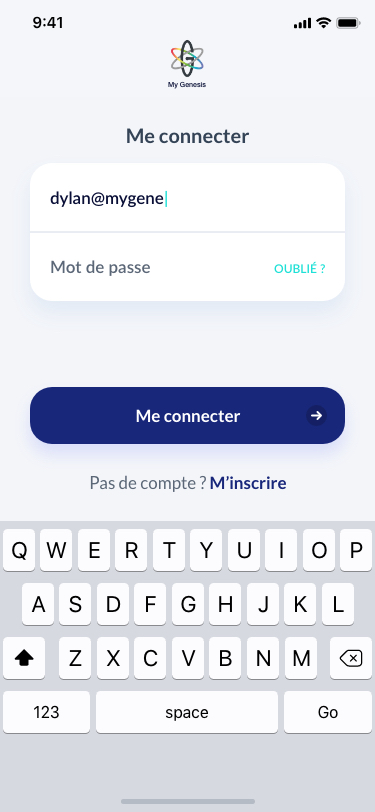 9:41
My Genesis
Me connecter
dylan@mygene
Mot de passe
OUBLIÉ ?
Me connecter
Pas de compte ? M’inscrire
Q W E R T Y U I O P
A S D F G H J K L
Z X C V B N M
123 space Go